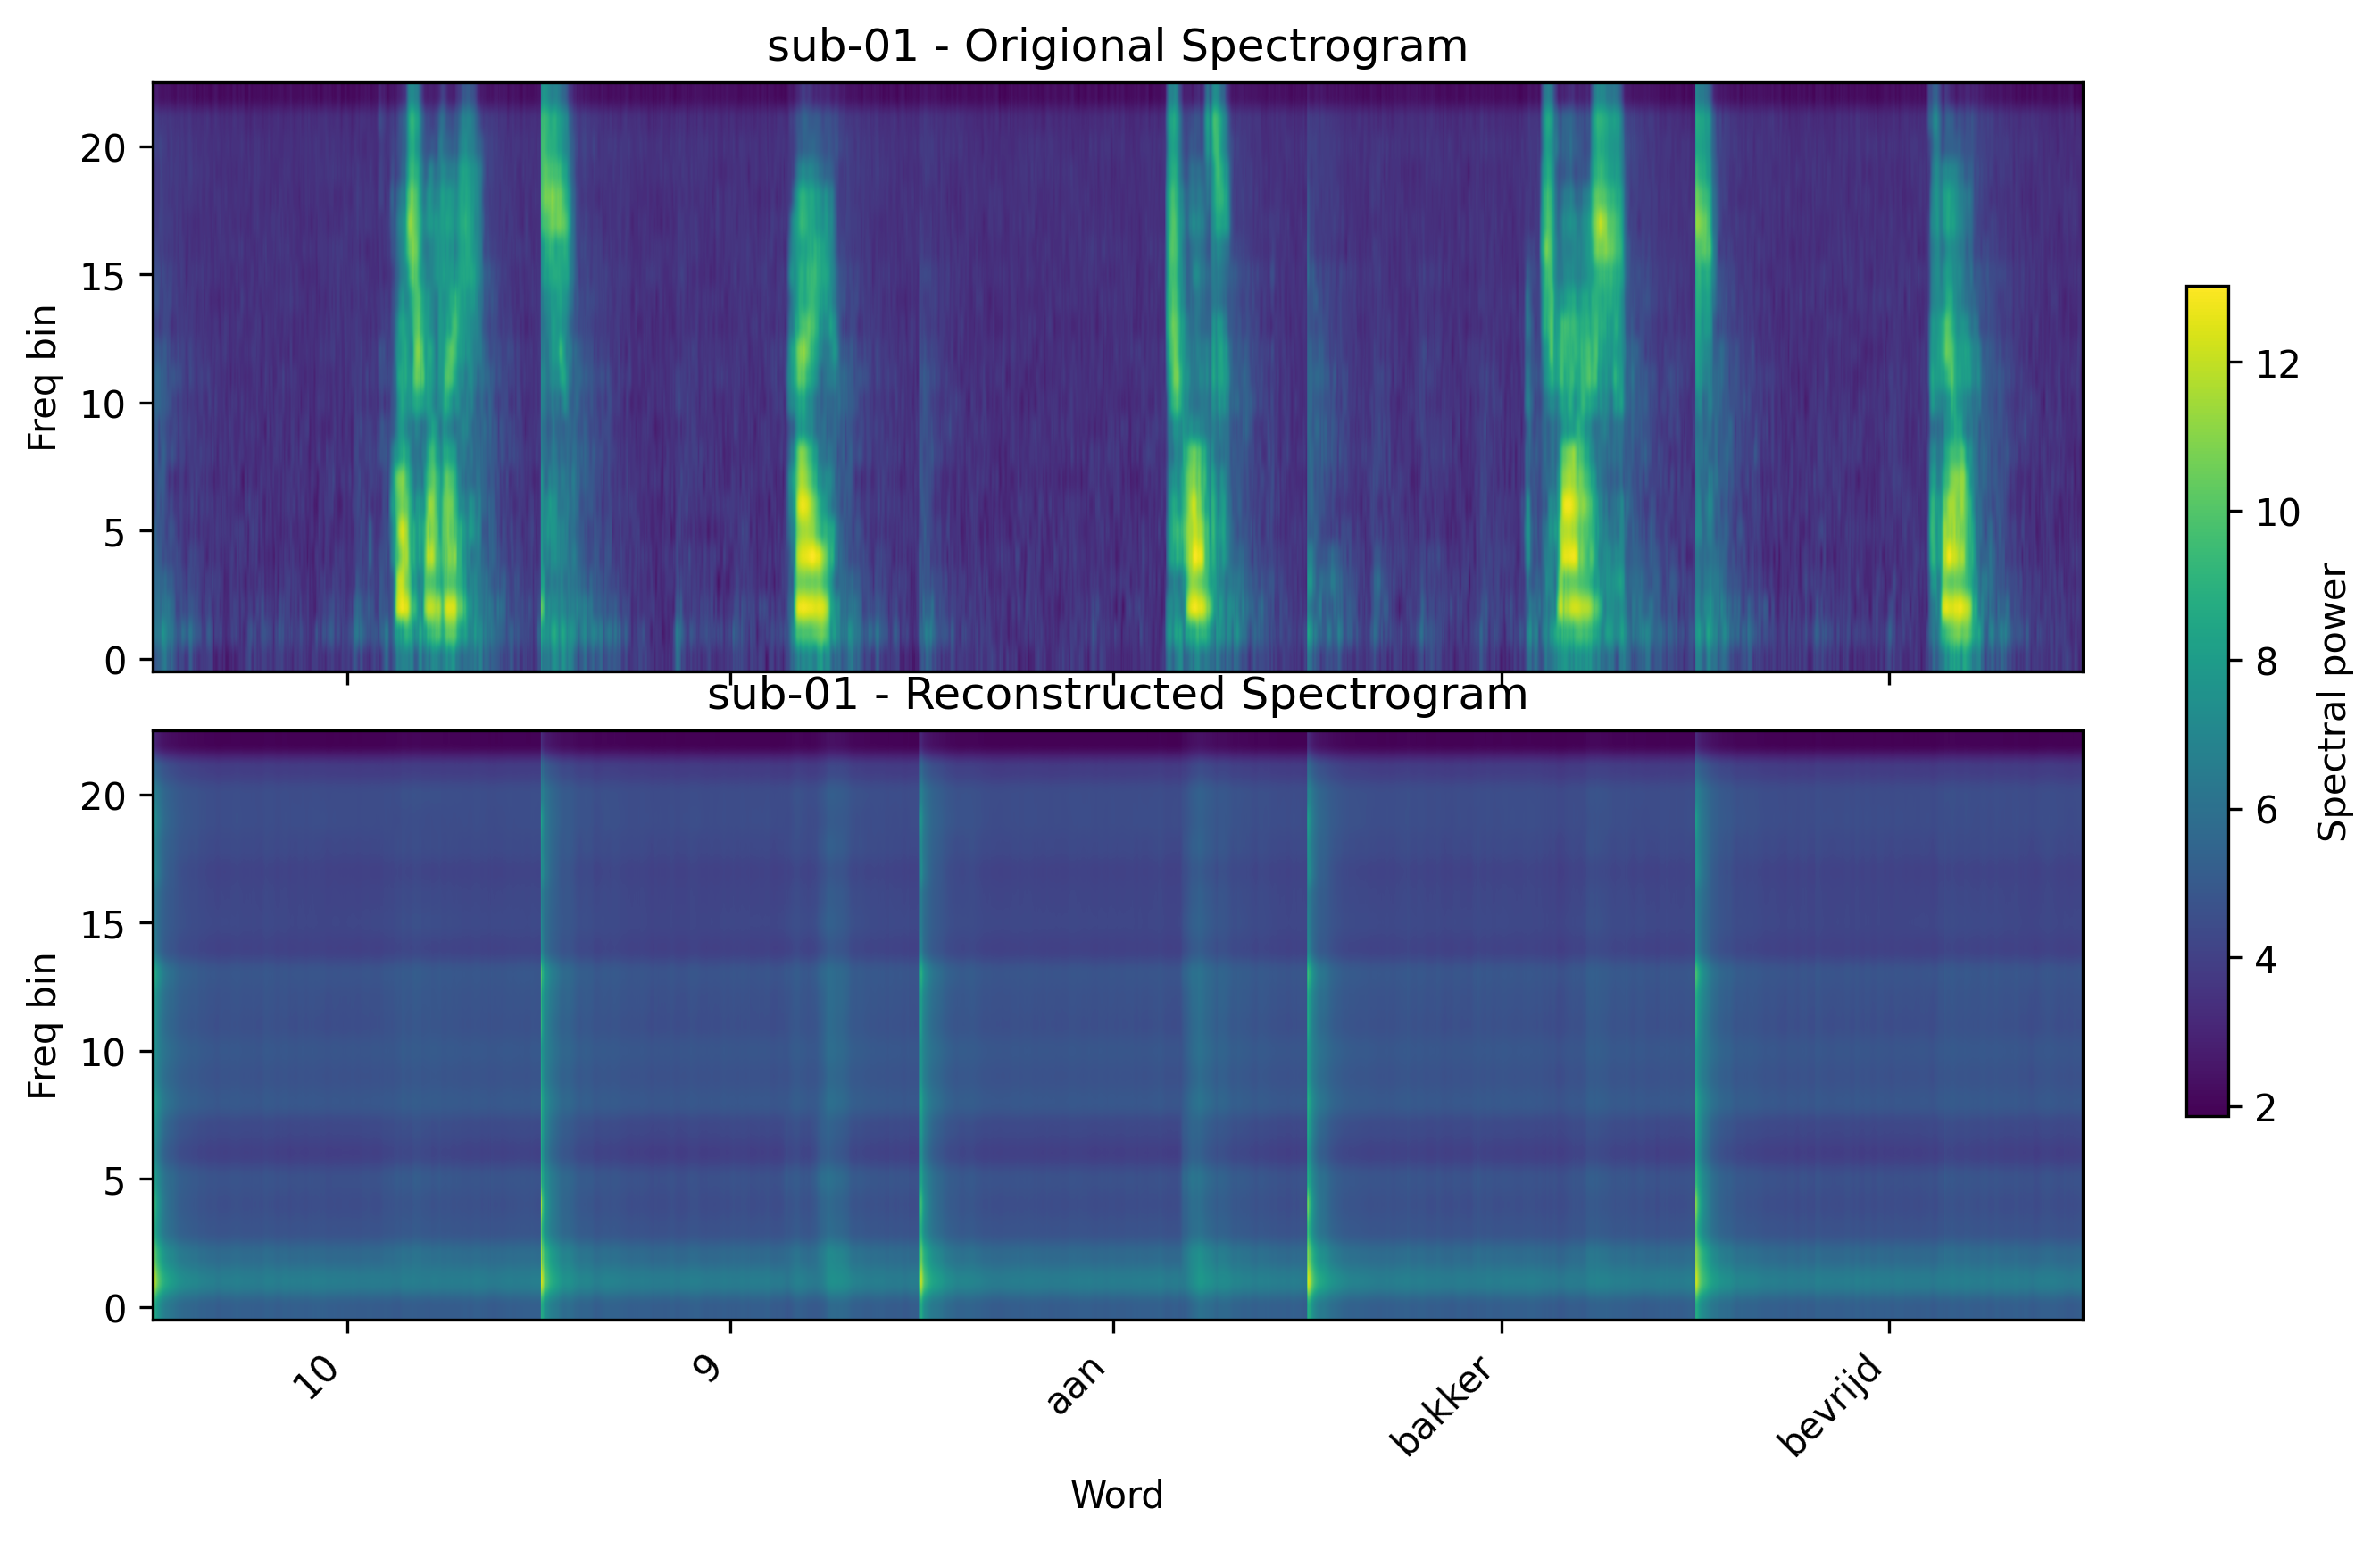 sub-01 - Origional Spectrogram
20
15
10
5
0
Freq bin
sub-01 - Reconstructed Spectrogram
20
15
10
5
0
Freq bin
10
9
aan
bakker
bevrijd
Word
12
10
8
6
4
2
Spectral power